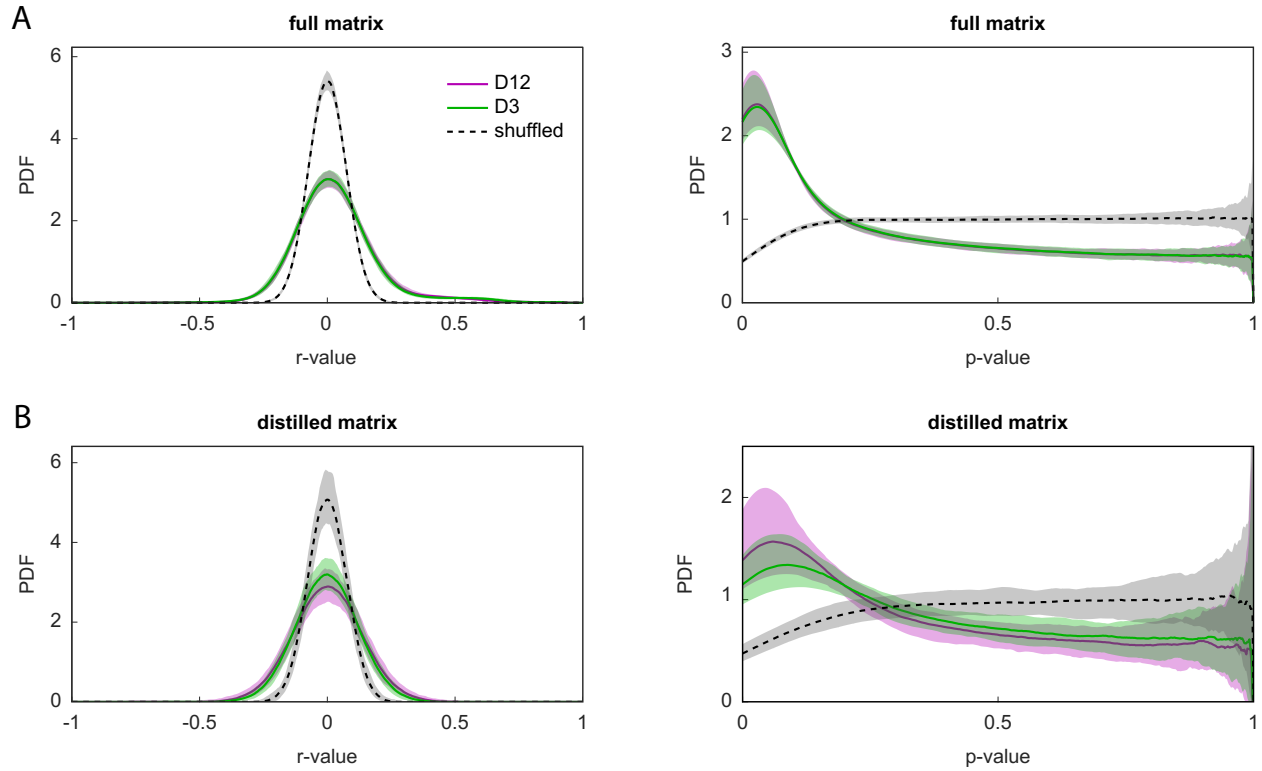 A
full matrix
6
4
2
0
-1
-0.5
0
0.5
1
PDF
r-value
D12
D3
shuffled
full matrix
3
2
1
0
0
0.5
1
PDF
p-value
B
distilled matrix
6
4
2
0
-1
-0.5
0
0.5
1
PDF
r-value
distilled matrix
2
1
0
0
0.5
1
PDF
p-value